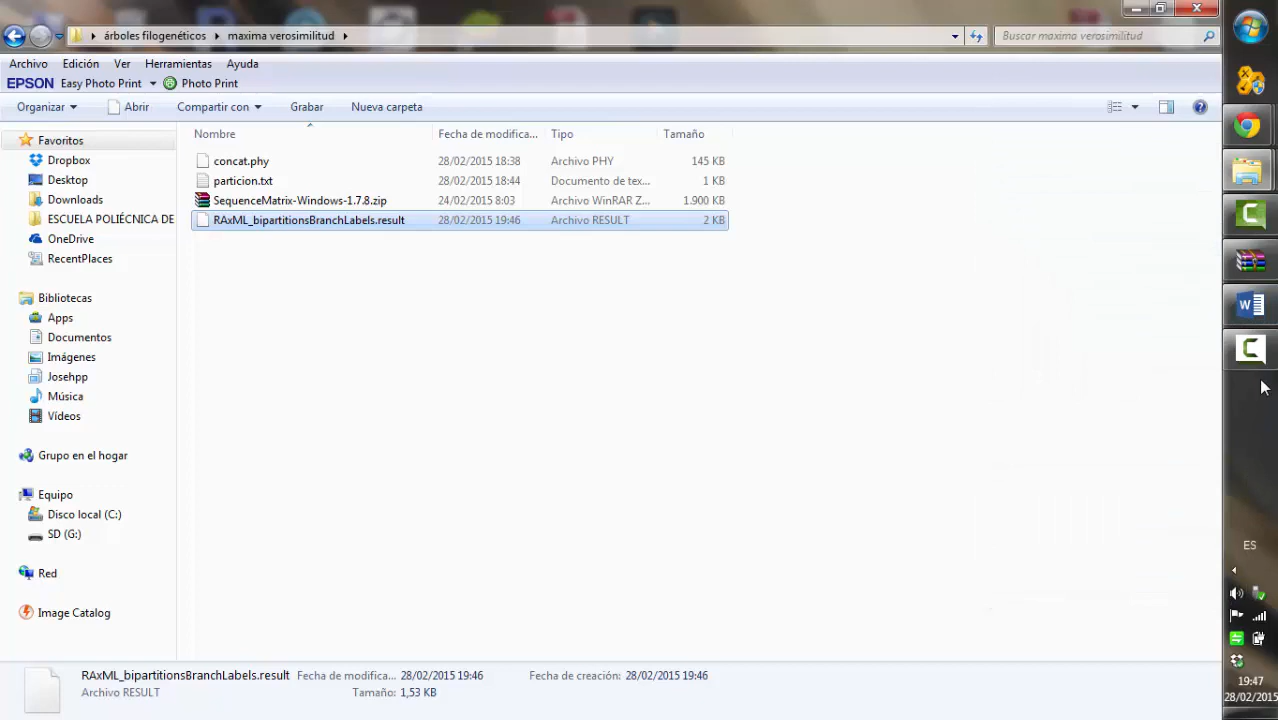 árboles filogenéticos ▸ maxima verosimilitud ▸
Buscar maxima verosimilitud
Archivo Edición Ver Herramientas Ayuda
EPSON Easy Photo Print Photo Print
Organizar Abrir Compartir con Grabar Nueva carpeta
Nombre Fecha de modifica... Tipo Tamaño
concat.phy 28/02/2015 18:38 Archivo PHY 145 KB
particion.txt 28/02/2015 18:44 Documento de tex... 1 KB
SequenceMatrix-Windows-1.7.8.zip 24/02/2015 8:03 Archivo WinRAR Z... 1.900 KB
RAxML_bipartitionsBranchLabels.result 28/02/2015 19:46 Archivo RESULT 2 KB
Favoritos
Dropbox
Desktop
Downloads
ESCUELA POLIÉCNICA DE
OneDrive
RecentPlaces
Bibliotecas
Apps
Documentos
Imágenes
Josehpp
Música
Vídeos
Grupo en el hogar
Equipo
Disco local (C:)
SD (G:)
Red
Image Catalog
RAxML_bipartitionsBranchLabels.result Fecha de modifica... 28/02/2015 19:46 Fecha de creación: 28/02/2015 19:46
Archivo RESULT Tamaño: 1,53 KB
ES
19:47
28/02/2015